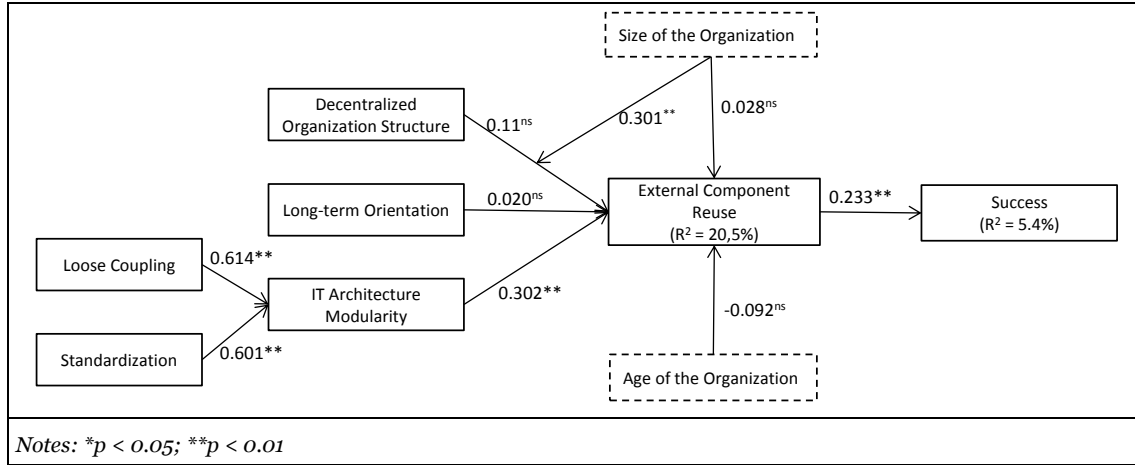 Size of the Organization
Decentralized
Organization Structure
0.11ns
0.301**
0.028ns
Long-term Orientation
0.020ns
External Component
Reuse
(R² = 20,5%)
0.233**
Success
(R² = 5.4%)
Loose Coupling
0.614**
IT Architecture
Modularity
0.302**
Standardization
0.601**
-0.092ns
Age of the Organization
Notes: *p < 0.05; **p < 0.01